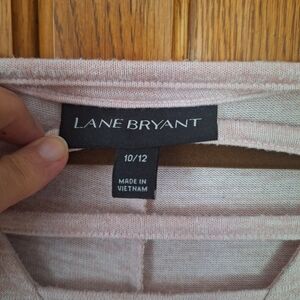 LANE BRYANT
10/12
MADE IN
VIETNAM